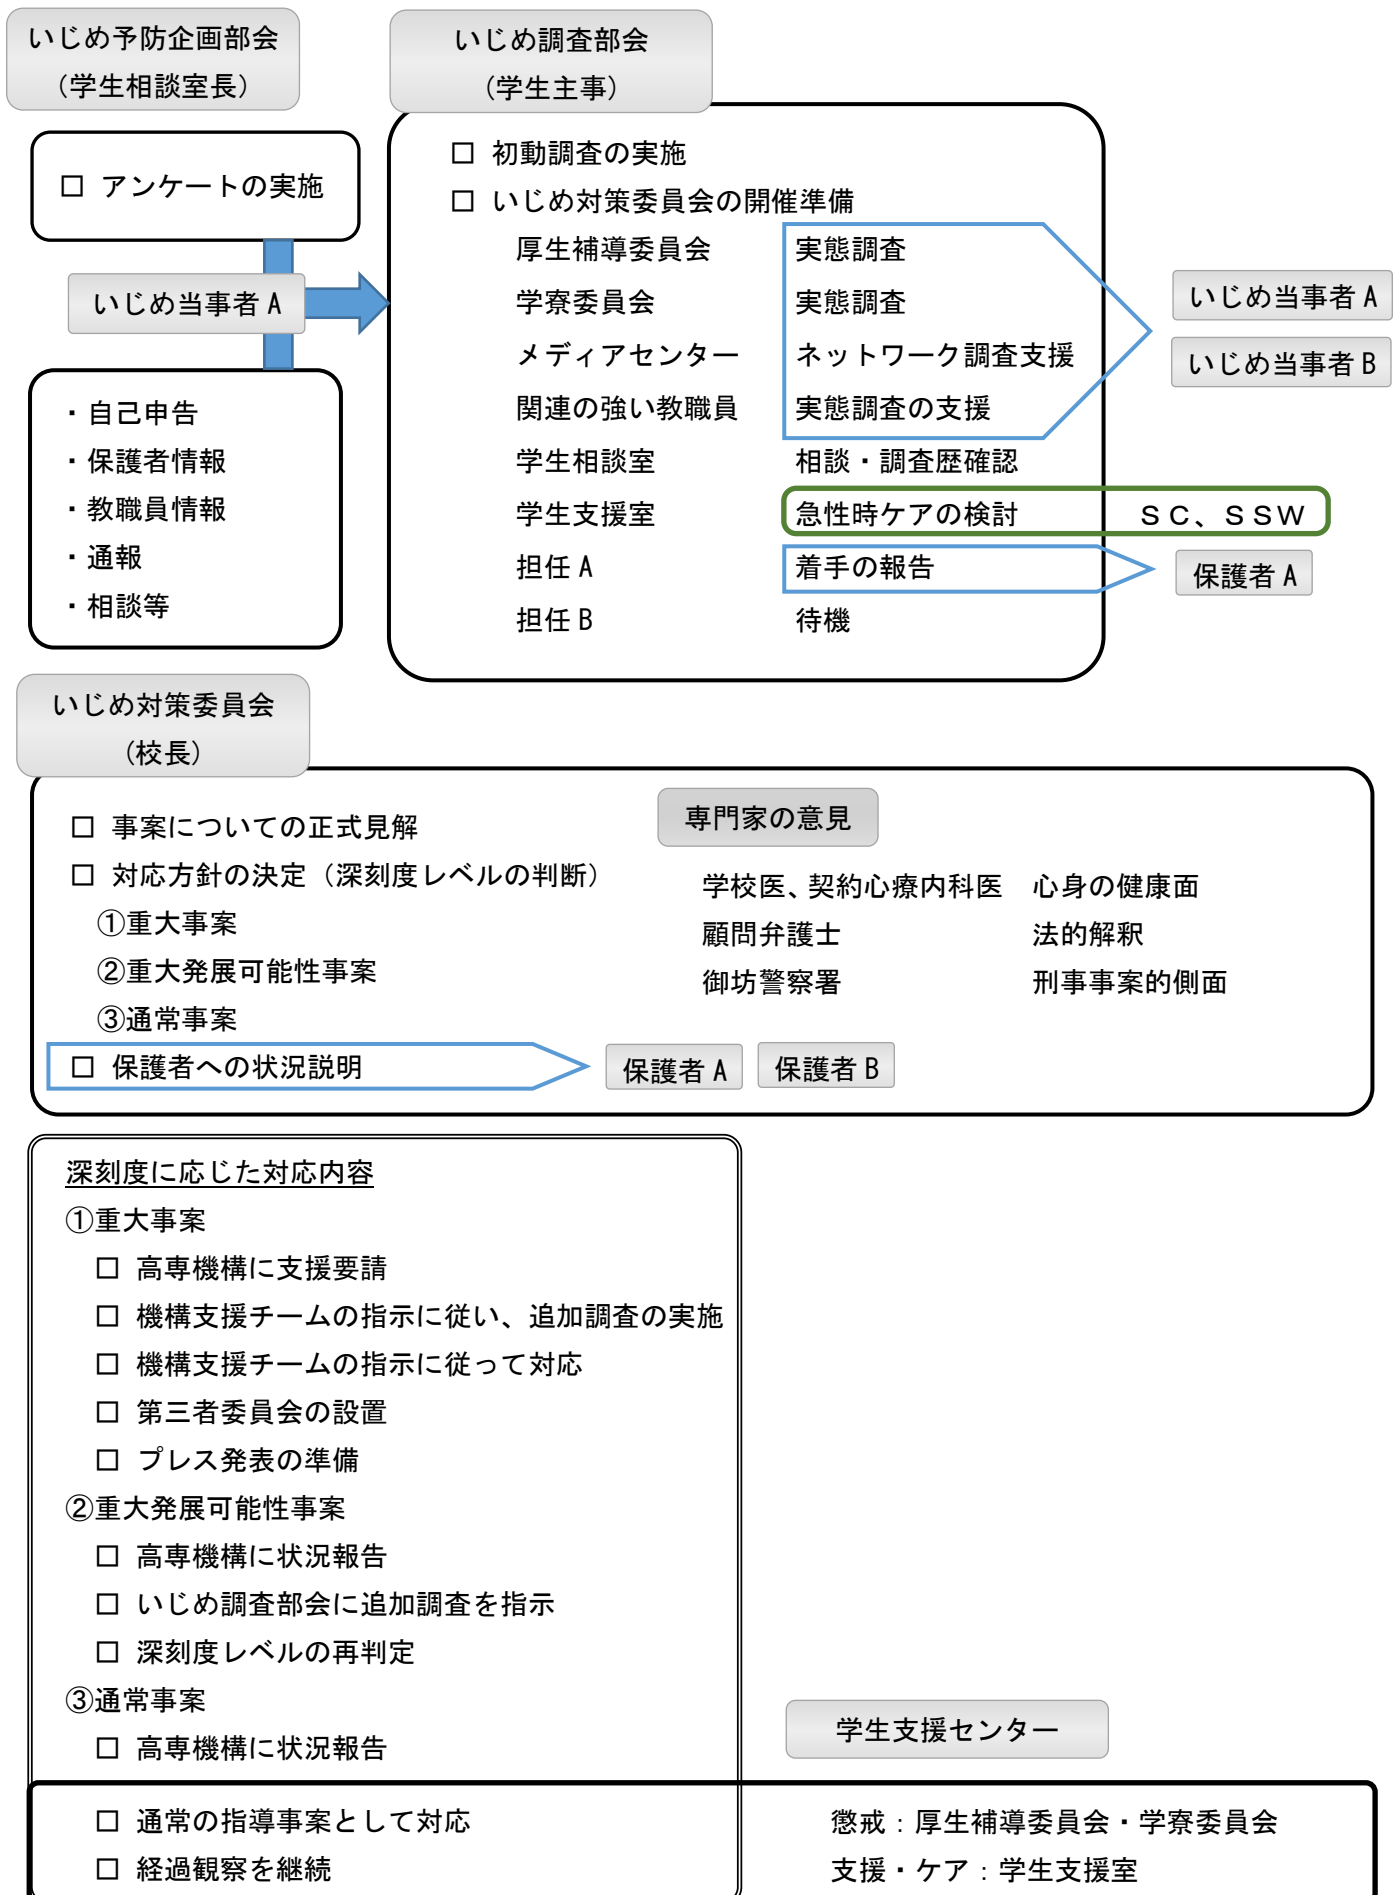 いじめ予防企画部会
（学生相談室長）
□ アンケートの実施
いじめ当事者 A
・自己申告
・保護者情報
・教職員情報
・通報
・相談等
いじめ調査部会
（学生主事）
□ 初動調査の実施
□ いじめ対策委員会の開催準備
厚生補導委員会 実態調査
学寮委員会 実態調査
メディアセンター ネットワーク調査支援
関連の強い教職員 実態調査の支援
学生相談室 相談・調査歴確認
学生支援室 急性時ケアの検討 ＳＣ、ＳＳＷ
担任 A 着手の報告
担任 B 待機
いじめ当事者 A
いじめ当事者 B
保護者 A
いじめ対策委員会
（校長）
□ 事案についての正式見解
□ 対応方針の決定（深刻度レベルの判断）
①重大事案
②重大発展可能性事案
③通常事案
□ 保護者への状況説明
保護者 A
保護者 B
専門家の意見
学校医、契約心療内科医 心身の健康面
顧問弁護士 法的解釈
御坊警察署 刑事事案的側面
深刻度に応じた対応内容
①重大事案
□ 高専機構に支援要請
□ 機構支援チームの指示に従い、追加調査の実施
□ 機構支援チームの指示に従って対応
□ 第三者委員会の設置
□ プレス発表の準備
②重大発展可能性事案
□ 高専機構に状況報告
□ いじめ調査部会に追加調査を指示
□ 深刻度レベルの再判定
③通常事案
□ 高専機構に状況報告
□ 通常の指導事案として対応
□ 経過観察を継続
学生支援センター
懲戒：厚生補導委員会・学寮委員会
支援・ケア：学生支援室